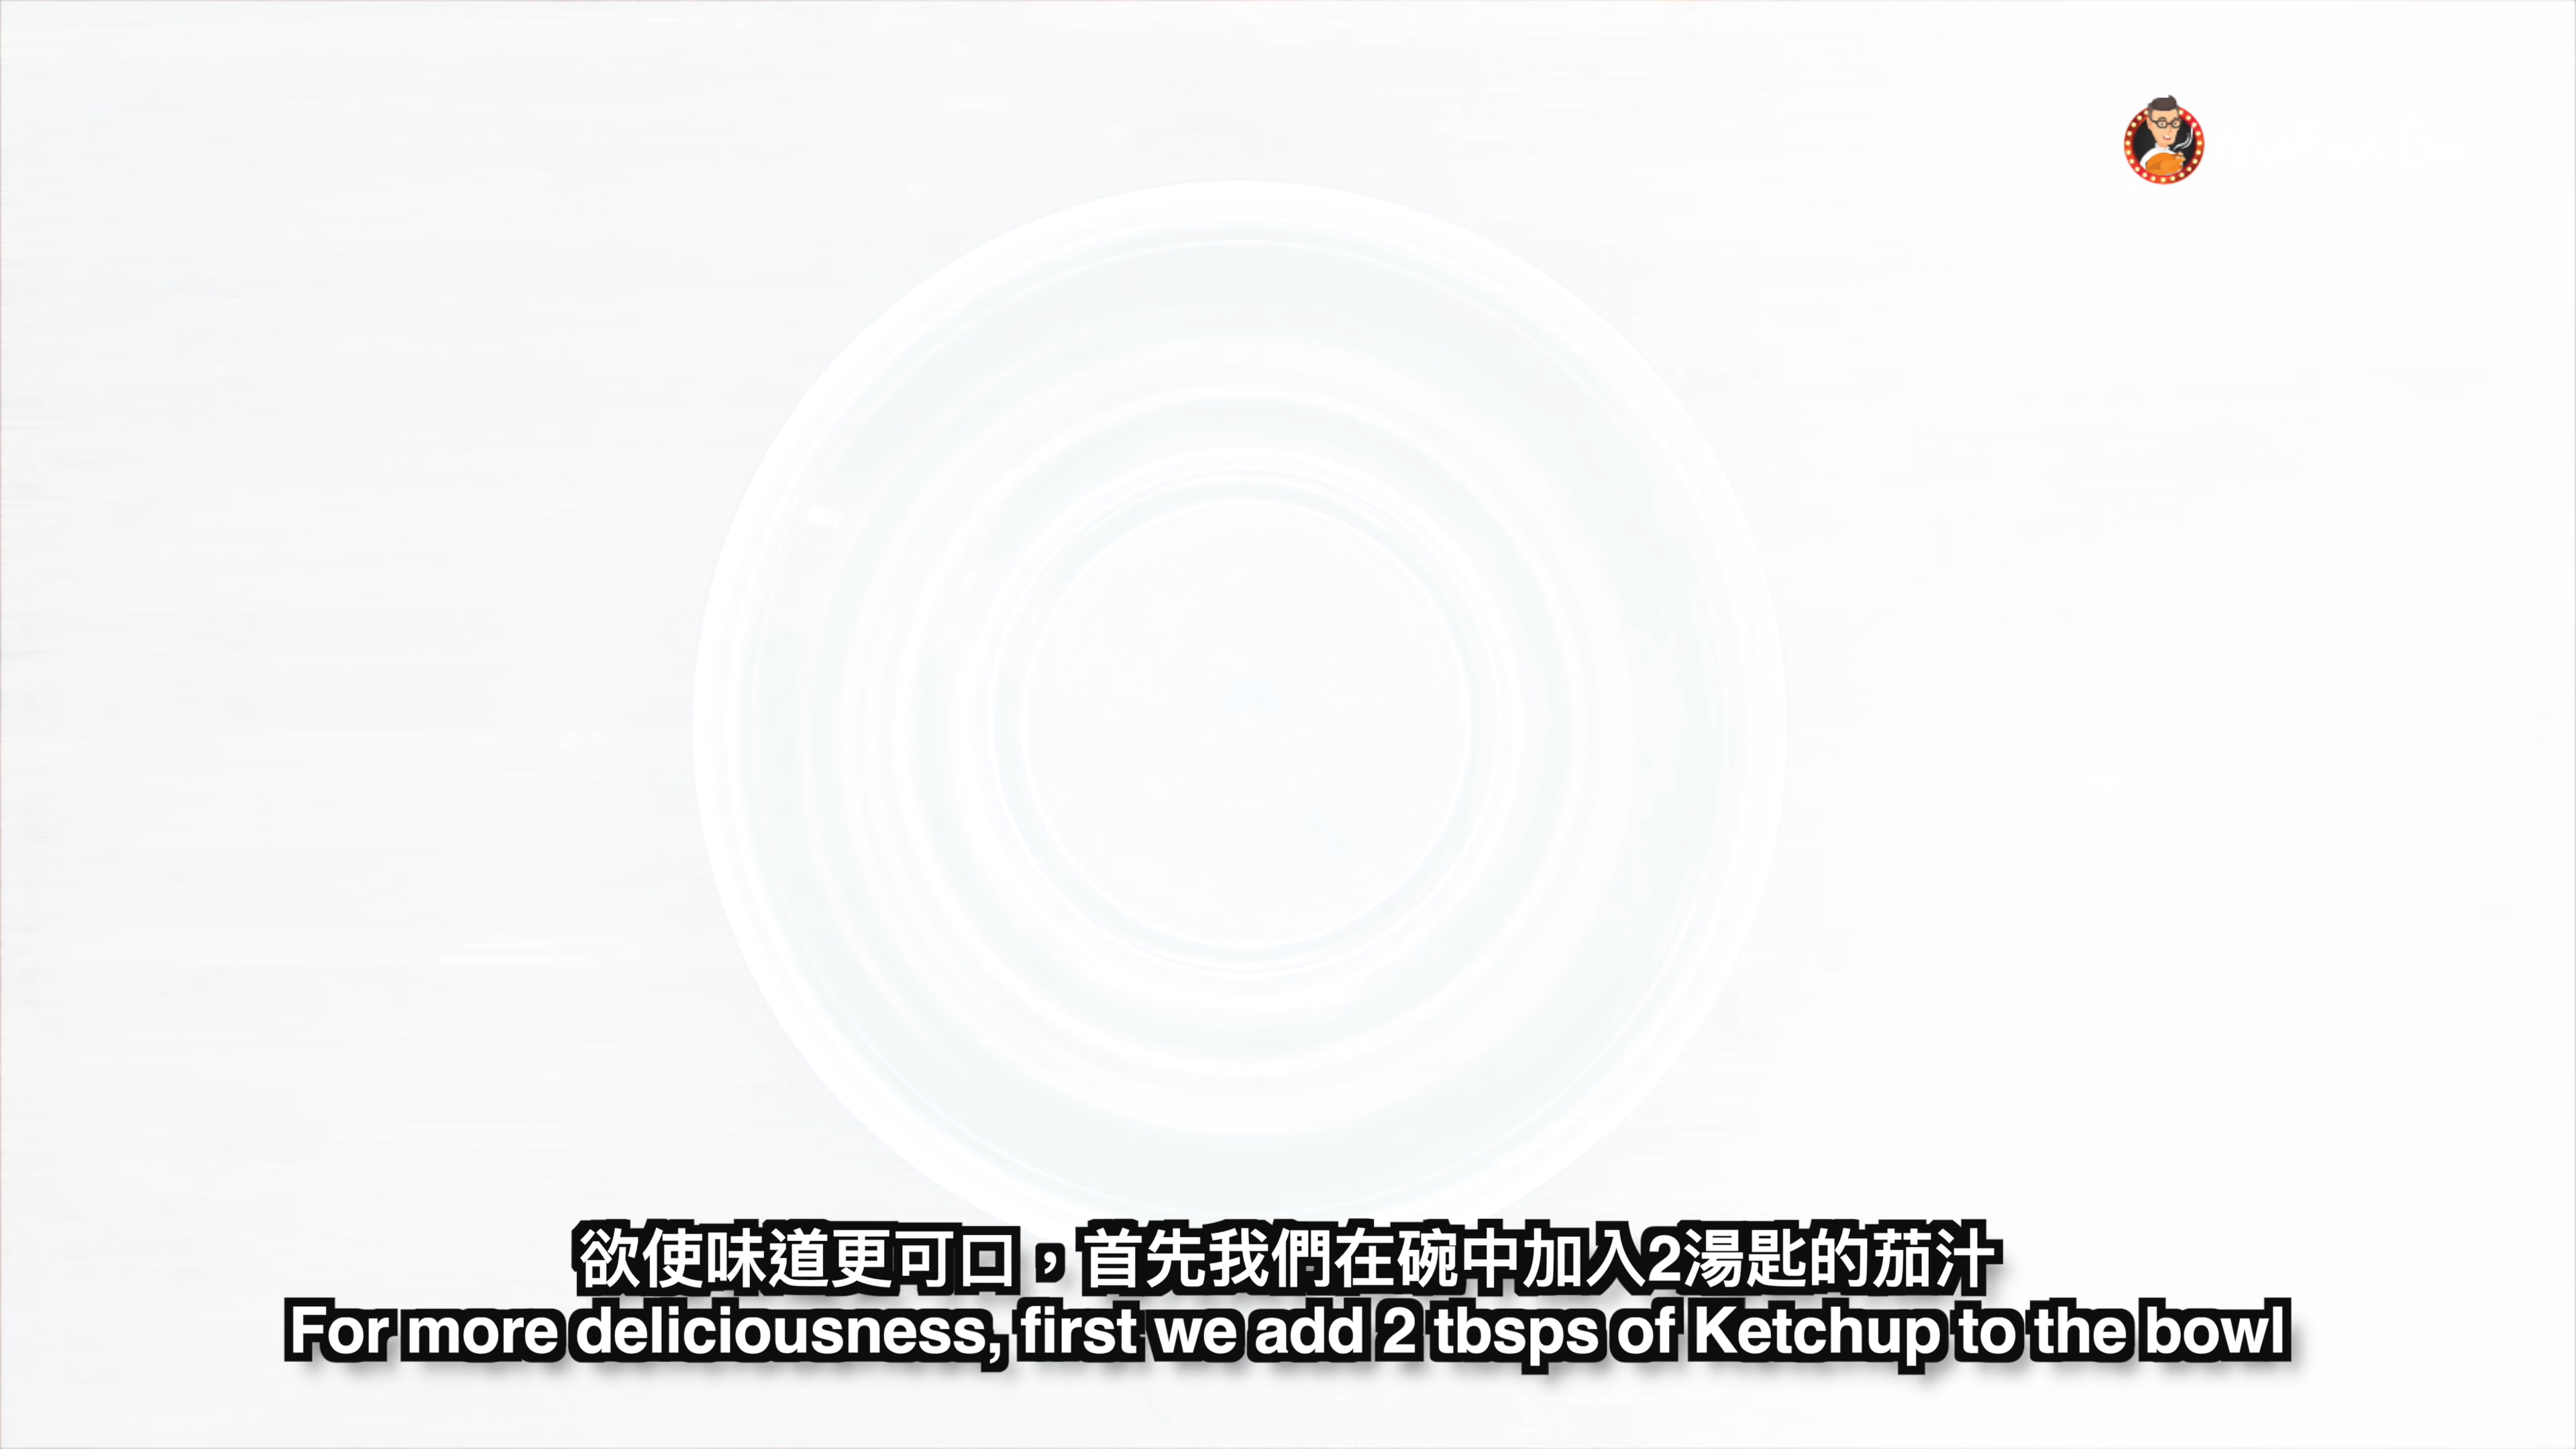 欲使味道更可口，首先我們在碗中加入2湯匙的茄汁
For more deliciousness, first we add 2 tbsps of Ketchup to the bowl